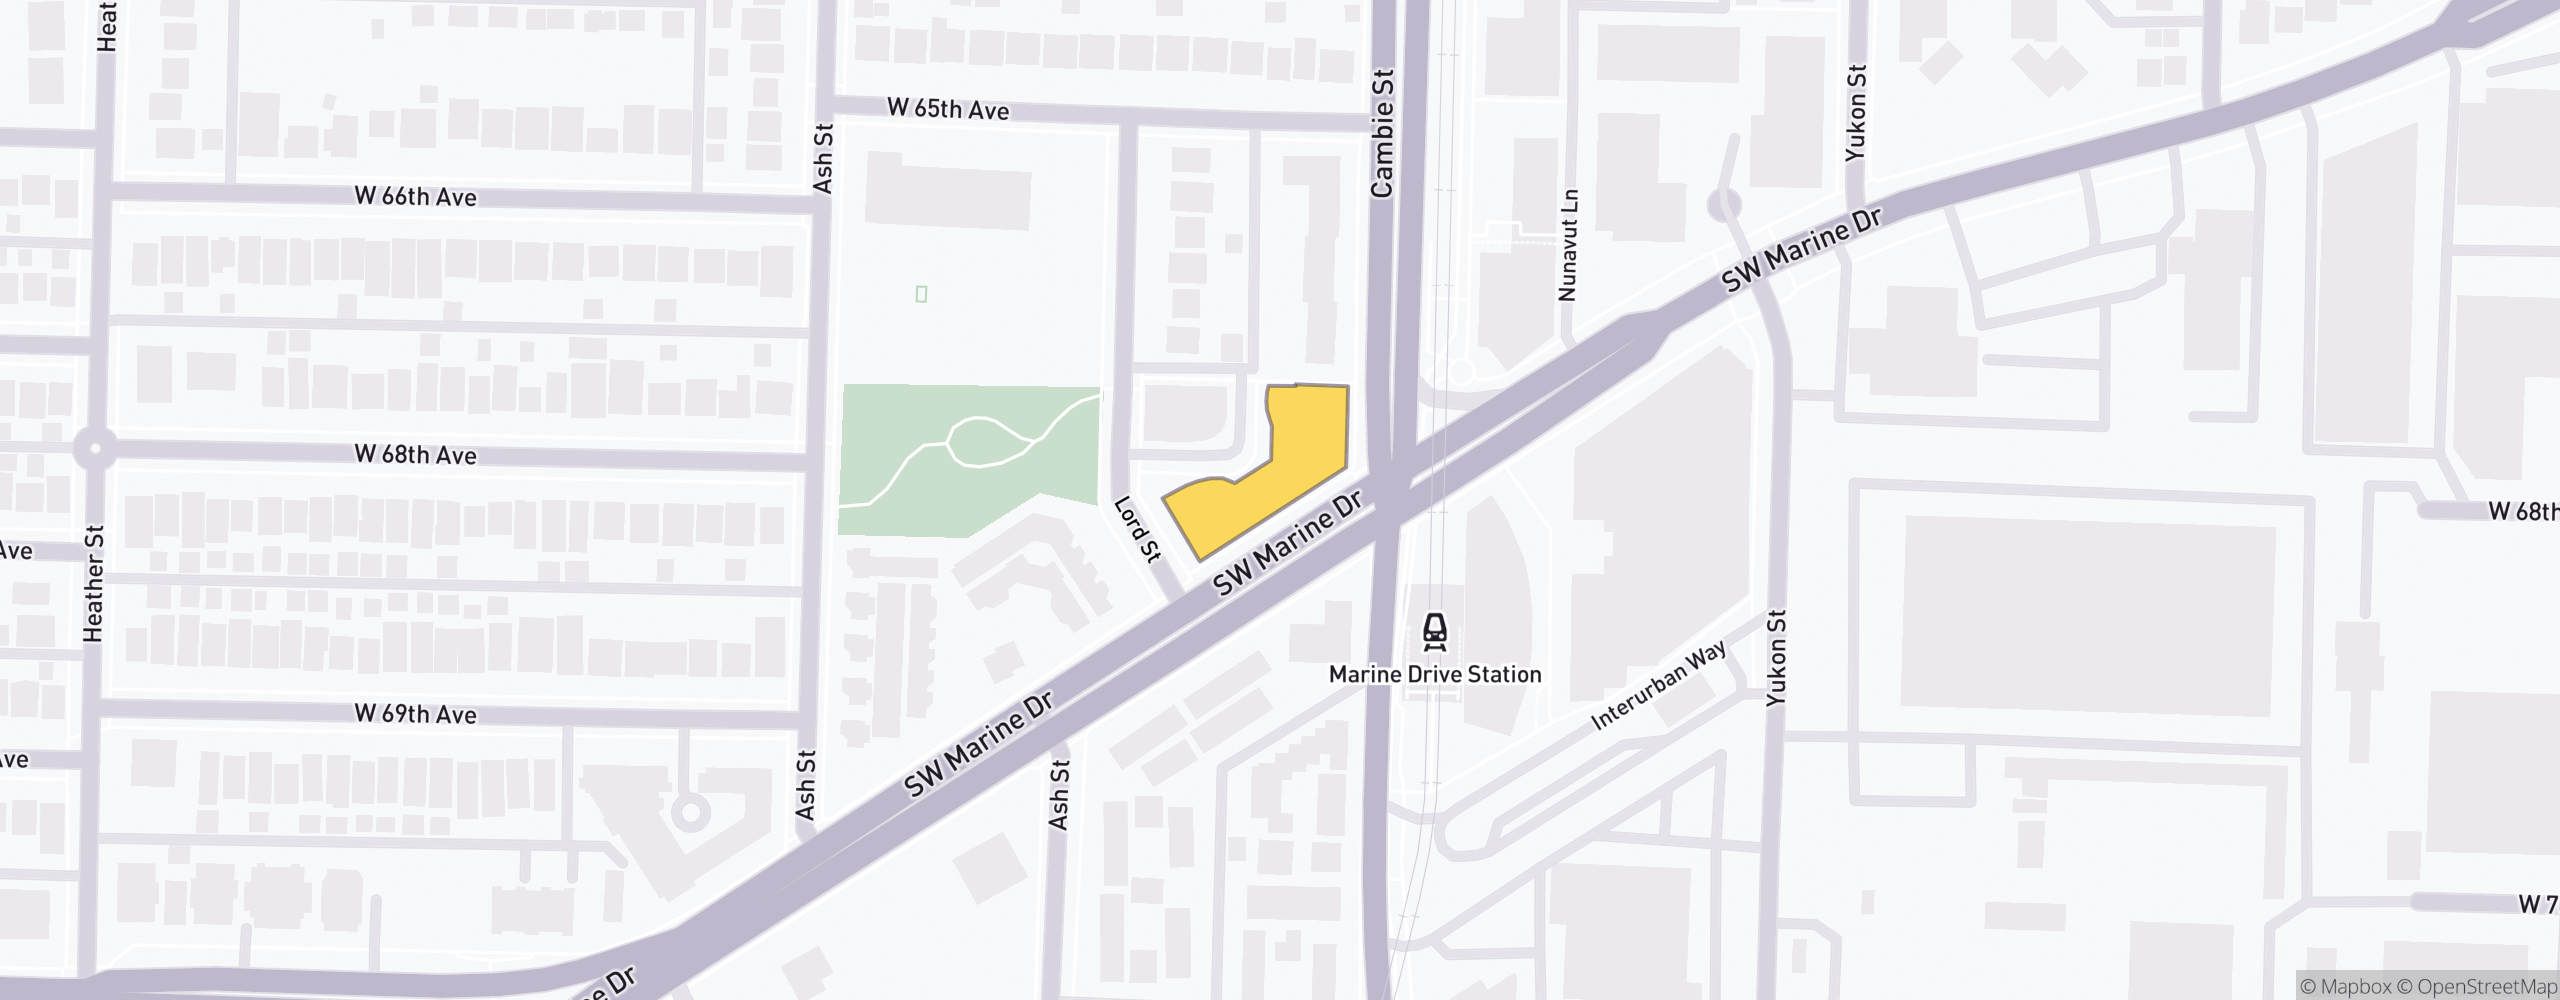 Heat
W 65th Ave
Cambie St
Yukon St
Ash St
W 66th Ave
Nunavut Ln
SW Marine Dr
W 68th Ave
Lord St
SW Marine Dr
W 68th
Ave
Heather St
Marine Drive Station
Interurban Way
Yukon St
W 69th Ave
SW Marine Dr
Ash St
Ash St
ve
W 7
ne Dr
© Mapbox © OpenStreetMap